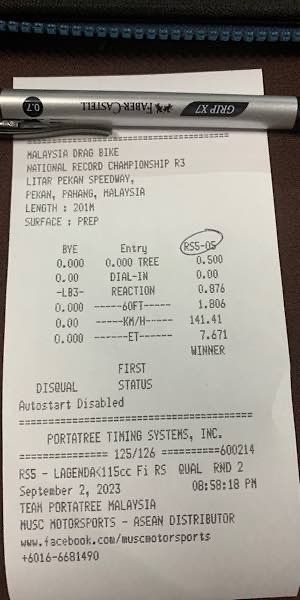 GRIP X7 FABER-CASTELL 0.7
================================
MALAYSIA DRAG BIKE
NATIONAL RECORD CHAMPIONSHIP R3
LITAR PEKAN SPEEDWAY,
PEKAN, PAHANG, MALAYSIA
LENGTH : 201M
SURFACE : PREP
BYE Entry RS5-05
0.000 0.000 TREE 0.500
0.00 DIAL-IN 0.00
-LB3- REACTION 0.876
0.000 ------60FT----- 1.806
0.00 ------KM/H----- 141.41
0.000 ------ET------- 7.671
WINNER
FIRST
DISQUAL STATUS
Autostart Disabled
========================================
PORTATREE TIMING SYSTEMS, INC.
=============== 125/126 ==========600214
RS5 - LAGENDA<115cc Fi RS QUAL RND 2
September 2, 2023 08:58:18 PM
TEAM PORTATREE MALAYSIA
MUSC MOTORSPORTS - ASEAN DISTRIBUTOR
www.facebook.com/muscmotorsports
+6016-6681490